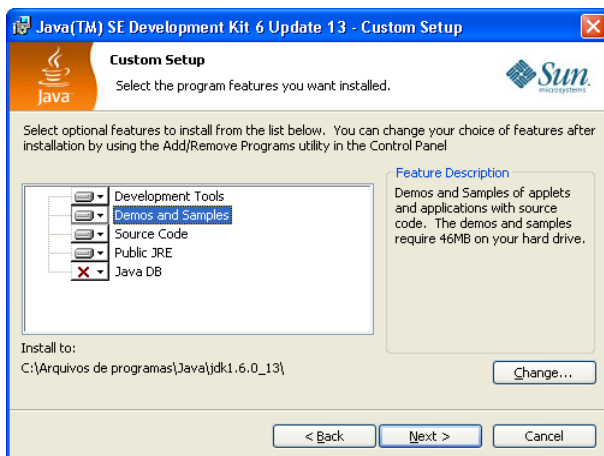 Java(TM) SE Development Kit 6 Update 13 - Custom Setup
Java
Custom Setup
Select the program features you want installed.
Sun
microsystems
Select optional features to install from the list below. You can change your choice of features after
installation by using the Add/Remove Programs utility in the Control Panel
Development Tools
Demos and Samples
Source Code
Public JRE
Java DB
Feature Description
Demos and Samples of applets
and applications with source
code. The demos and samples
require 46MB on your hard drive.
Install to:
C:\Arquivos de programas\Java\jdk1.6.0_13\
Change...
< Back
Next >
Cancel